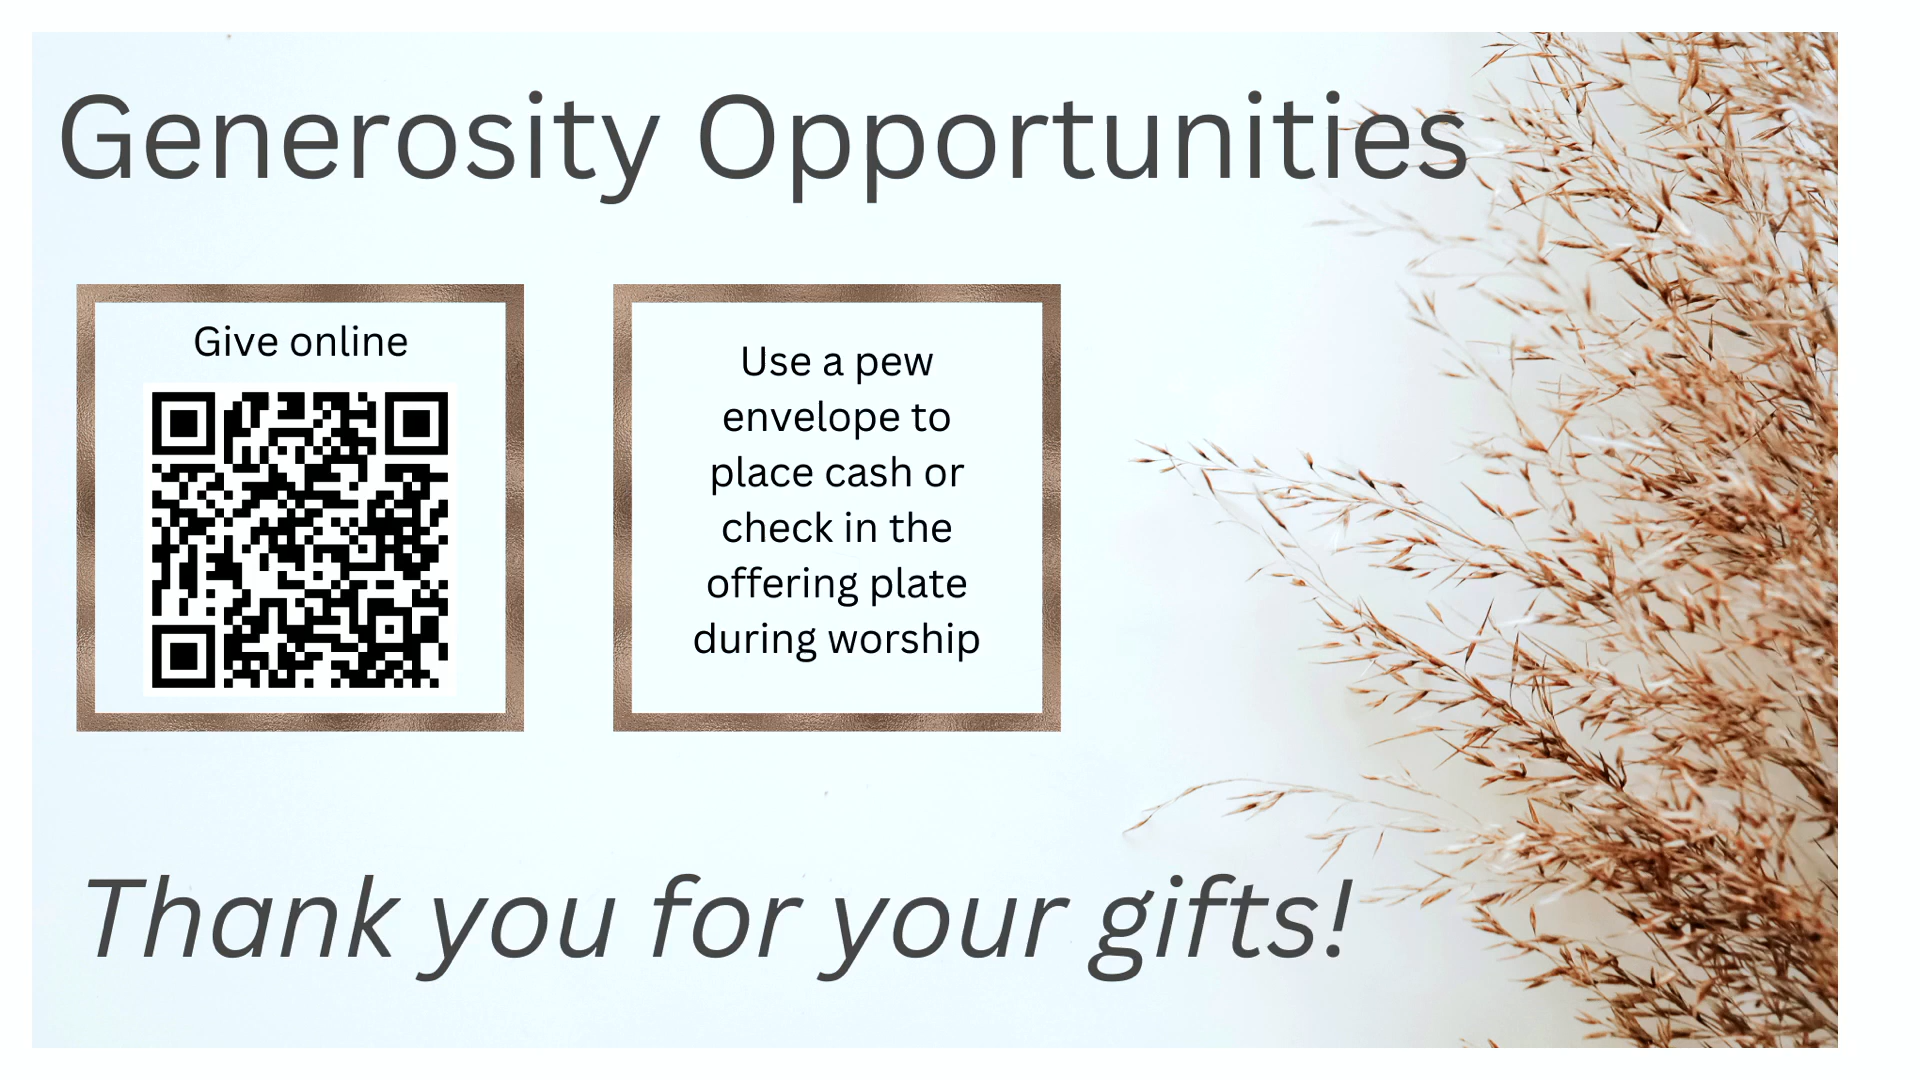 Generosity Opportunities
Give online
Use a pew
envelope to
place cash or
check in the
offering plate
during worship
Thank you for your gifts!